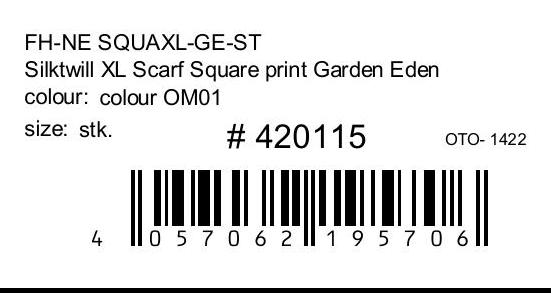 FH-NE SQUAXL-GE-ST
Silktwill XL Scarf Square print Garden Eden
colour: colour OM01
size: stk.
# 420115
OTO- 1422
4 057062 195706